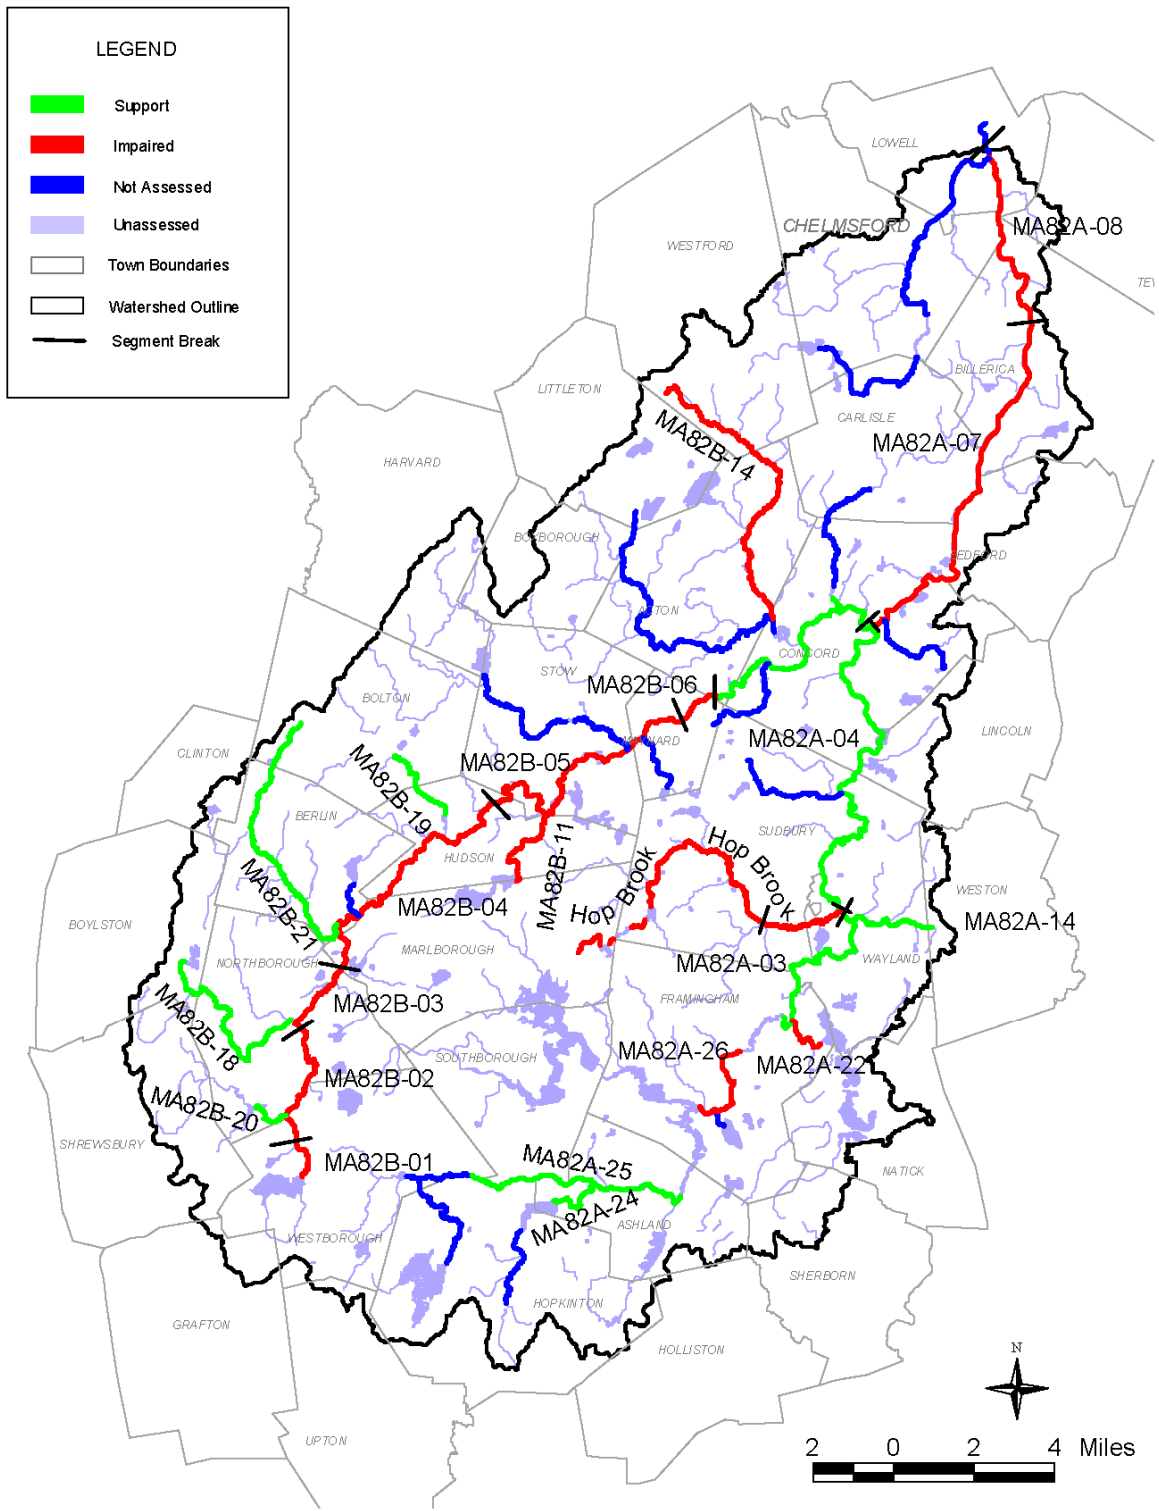 LEGEND
Support
Impaired
Not Assessed
Unassessed
Town Boundaries
Watershed Outline
Segment Break
LOWELL
CHELMSFORD
MA82A-08
WESTFORD
TEV
BILLERICA
LITTLETON
CARLISLE
MA82B-14
MA82A-07
HARVARD
BOXBOROUGH
BEDFORD
ACTON
CONCORD
STOW
MA82B-06
BOLTON
LINCOLN
CLINTON
MAYNARD
MA82A-04
MA82B-05
MA82B-19
BERLIN
SUDBURY
Hop Brook
HUDSON
MA82B-11
Hop Brook
WESTON
MA82B-21
MA82B-04
BOYLSTON
MA82A-14
MARLBOROUGH
NORTHBOROUGH
MA82A-03
WAYLAND
MA82B-03
FRAMINGHAM
MA82B-18
SOUTHBOROUGH
MA82A-26
MA82A-22
MA82B-02
MA82B-20
SHREWSBURY
MA82B-01
MA82A-25
NATICK
MA82A-24
ASHLAND
WESTBOROUGH
SHERBORN
HOPKINTON
GRAFTON
HOLLISTON
N
UPTON
2 0 2 4 Miles